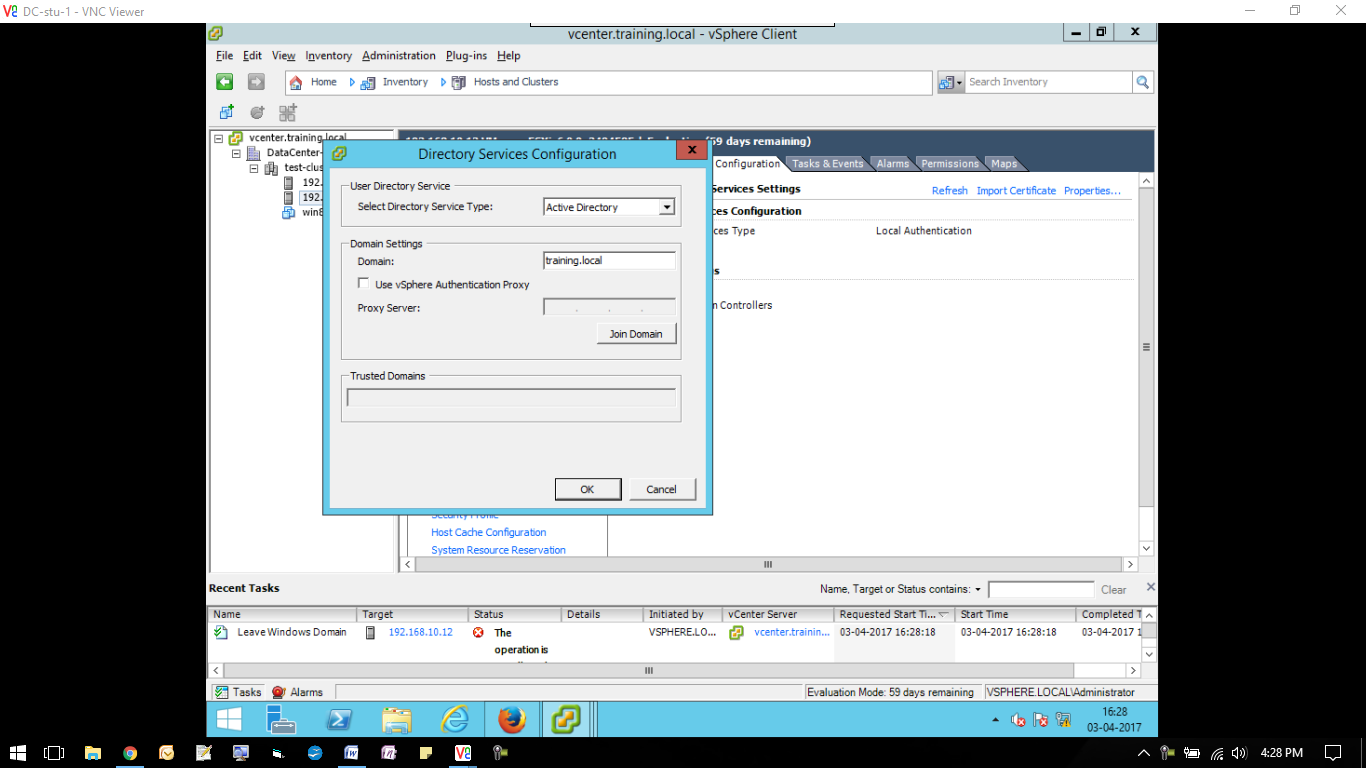 DC-stu-1 - VNC Viewer
vcenter.training.local - vSphere Client
File Edit View Inventory Administration Plug-ins Help
Home Inventory Hosts and Clusters
Search Inventory
vcenter.training.local
59 days remaining)
DataCenter-
test-clus
192.
192.
win8
Configuration Tasks & Events Alarms Permissions Maps
Services Settings Refresh Import Certificate Properties...
ces Configuration
ces Type Local Authentication
s
n Controllers
Directory Services Configuration
User Directory Service
Select Directory Service Type: Active Directory
Domain Settings
Domain: training.local
Use vSphere Authentication Proxy
Proxy Server: . . .
Join Domain
Trusted Domains
OK Cancel
Security Profile
Host Cache Configuration
System Resource Reservation
Recent Tasks Name, Target or Status contains: Clear
Name Target Status Details Initiated by vCenter Server Requested Start Ti... Start Time Completed T
Leave Windows Domain 192.168.10.12 The VSPHERE.LO... vcenter.trainin... 03-04-2017 16:28:18 03-04-2017 16:28:18 03-04-2017 1
operation is
Tasks Alarms Evaluation Mode: 59 days remaining VSPHERE.LOCAL\Administrator
16:28
03-04-2017
4:28 PM